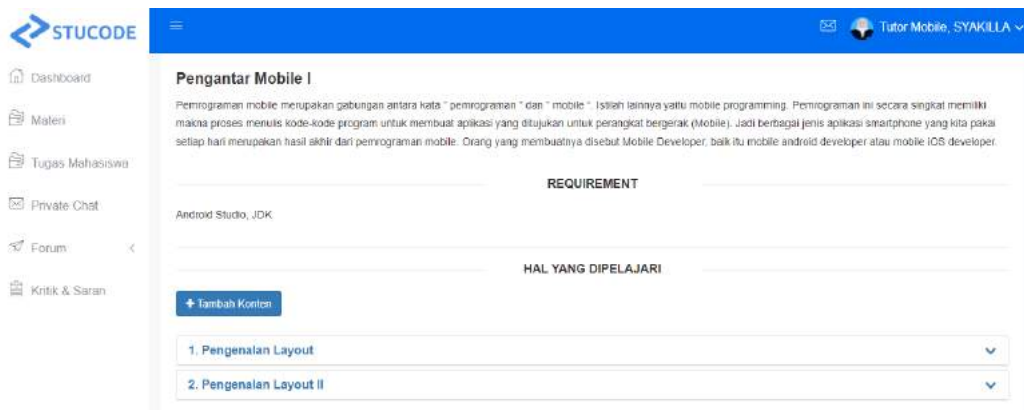 STUCODE
Tutor Mobile, SYAKILLA
Dashboard
Materi
Tugas Mahasiswa
Private Chat
Forum
Kritik & Saran
Pengantar Mobile I
Pemrograman mobile merupakan gabungan antara kata " pemrograman " dan " mobile ". Istilah lainnya yaitu mobile programming. Pemrograman ini secara singkat memiliki
makna proses menulis kode-kode program untuk membuat aplikasi yang ditujukan untuk perangkat bergerak (Mobile). Jadi berbagai jenis aplikasi smartphone yang kita pakai
setiap hari merupakan hasil akhir dari pemrograman mobile. Orang yang membuatnya disebut Mobile Developer, baik itu mobile android developer atau mobile iOS developer.
REQUIREMENT
Android Studio, JDK
HAL YANG DIPELAJARI
+ Tambah Konten
1. Pengenalan Layout
2. Pengenalan Layout II